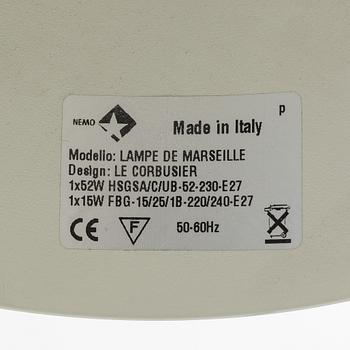 p
NEMO Made in Italy
Modello: LAMPE DE MARSEILLE
Design: LE CORBUSIER
1x52W HSGSA/C/UB-52-230-E27
1x15W FBG-15/25/1B-220/240-E27
CE F 50-60Hz